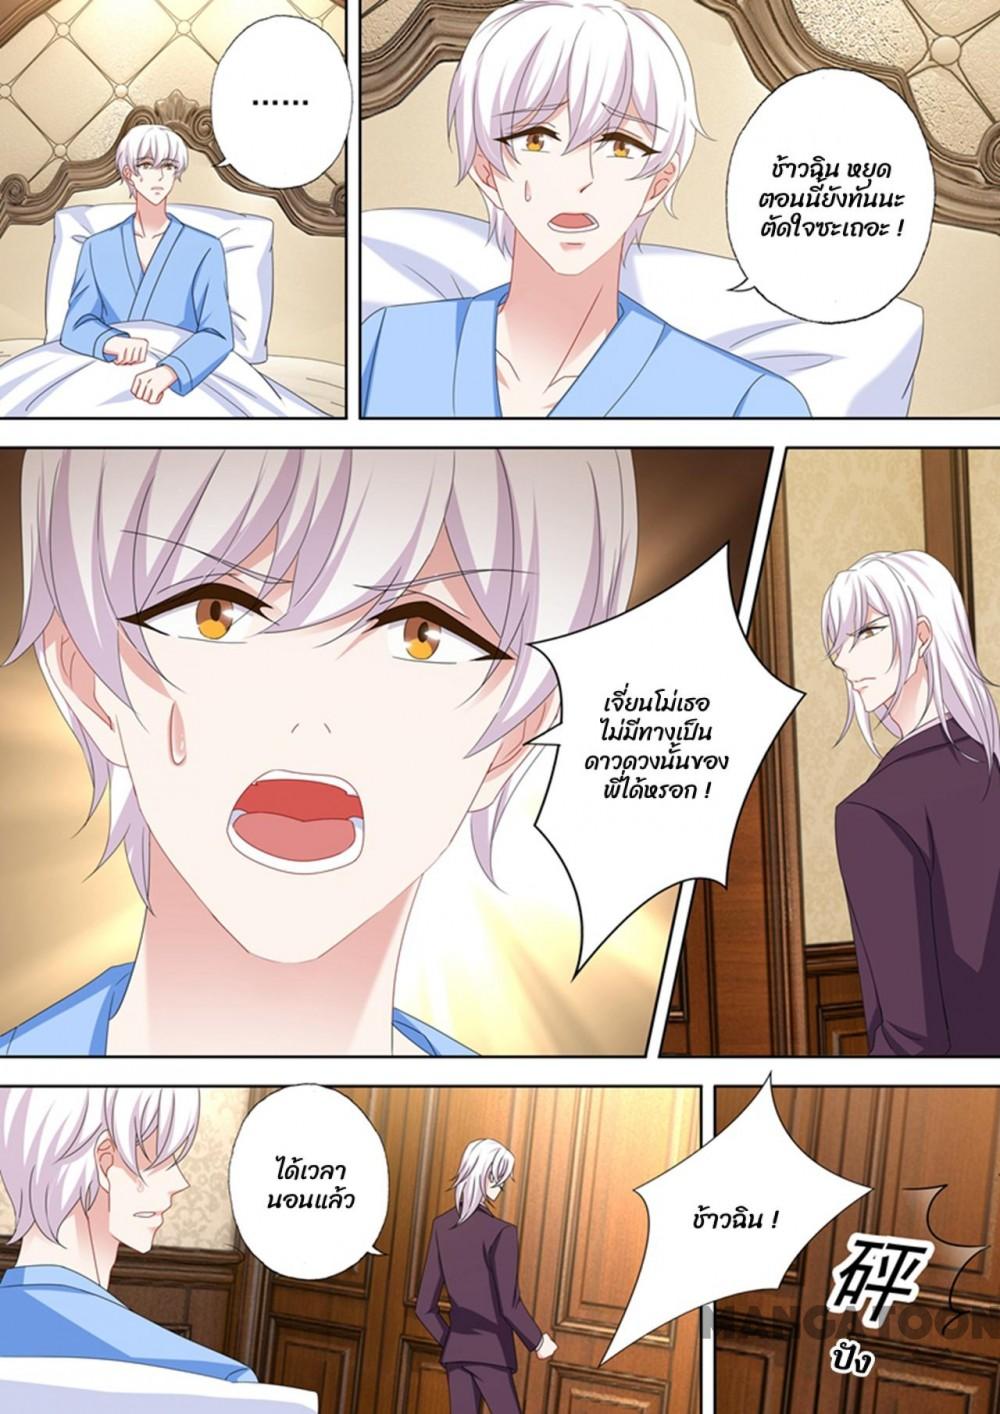 ......
ช้าวฉิน หยุด
ตอนนี้ยังทันนะ
ตัดใจซะเถอะ !
เจี่ยนโม่เธอ
ไม่มีทางเป็น
ดาวดวงนั้นของ
พี่ได้หรอก !
ได้เวลา
นอนแล้ว
ช้าวฉิน !
砰
ปัง
MANGATOON